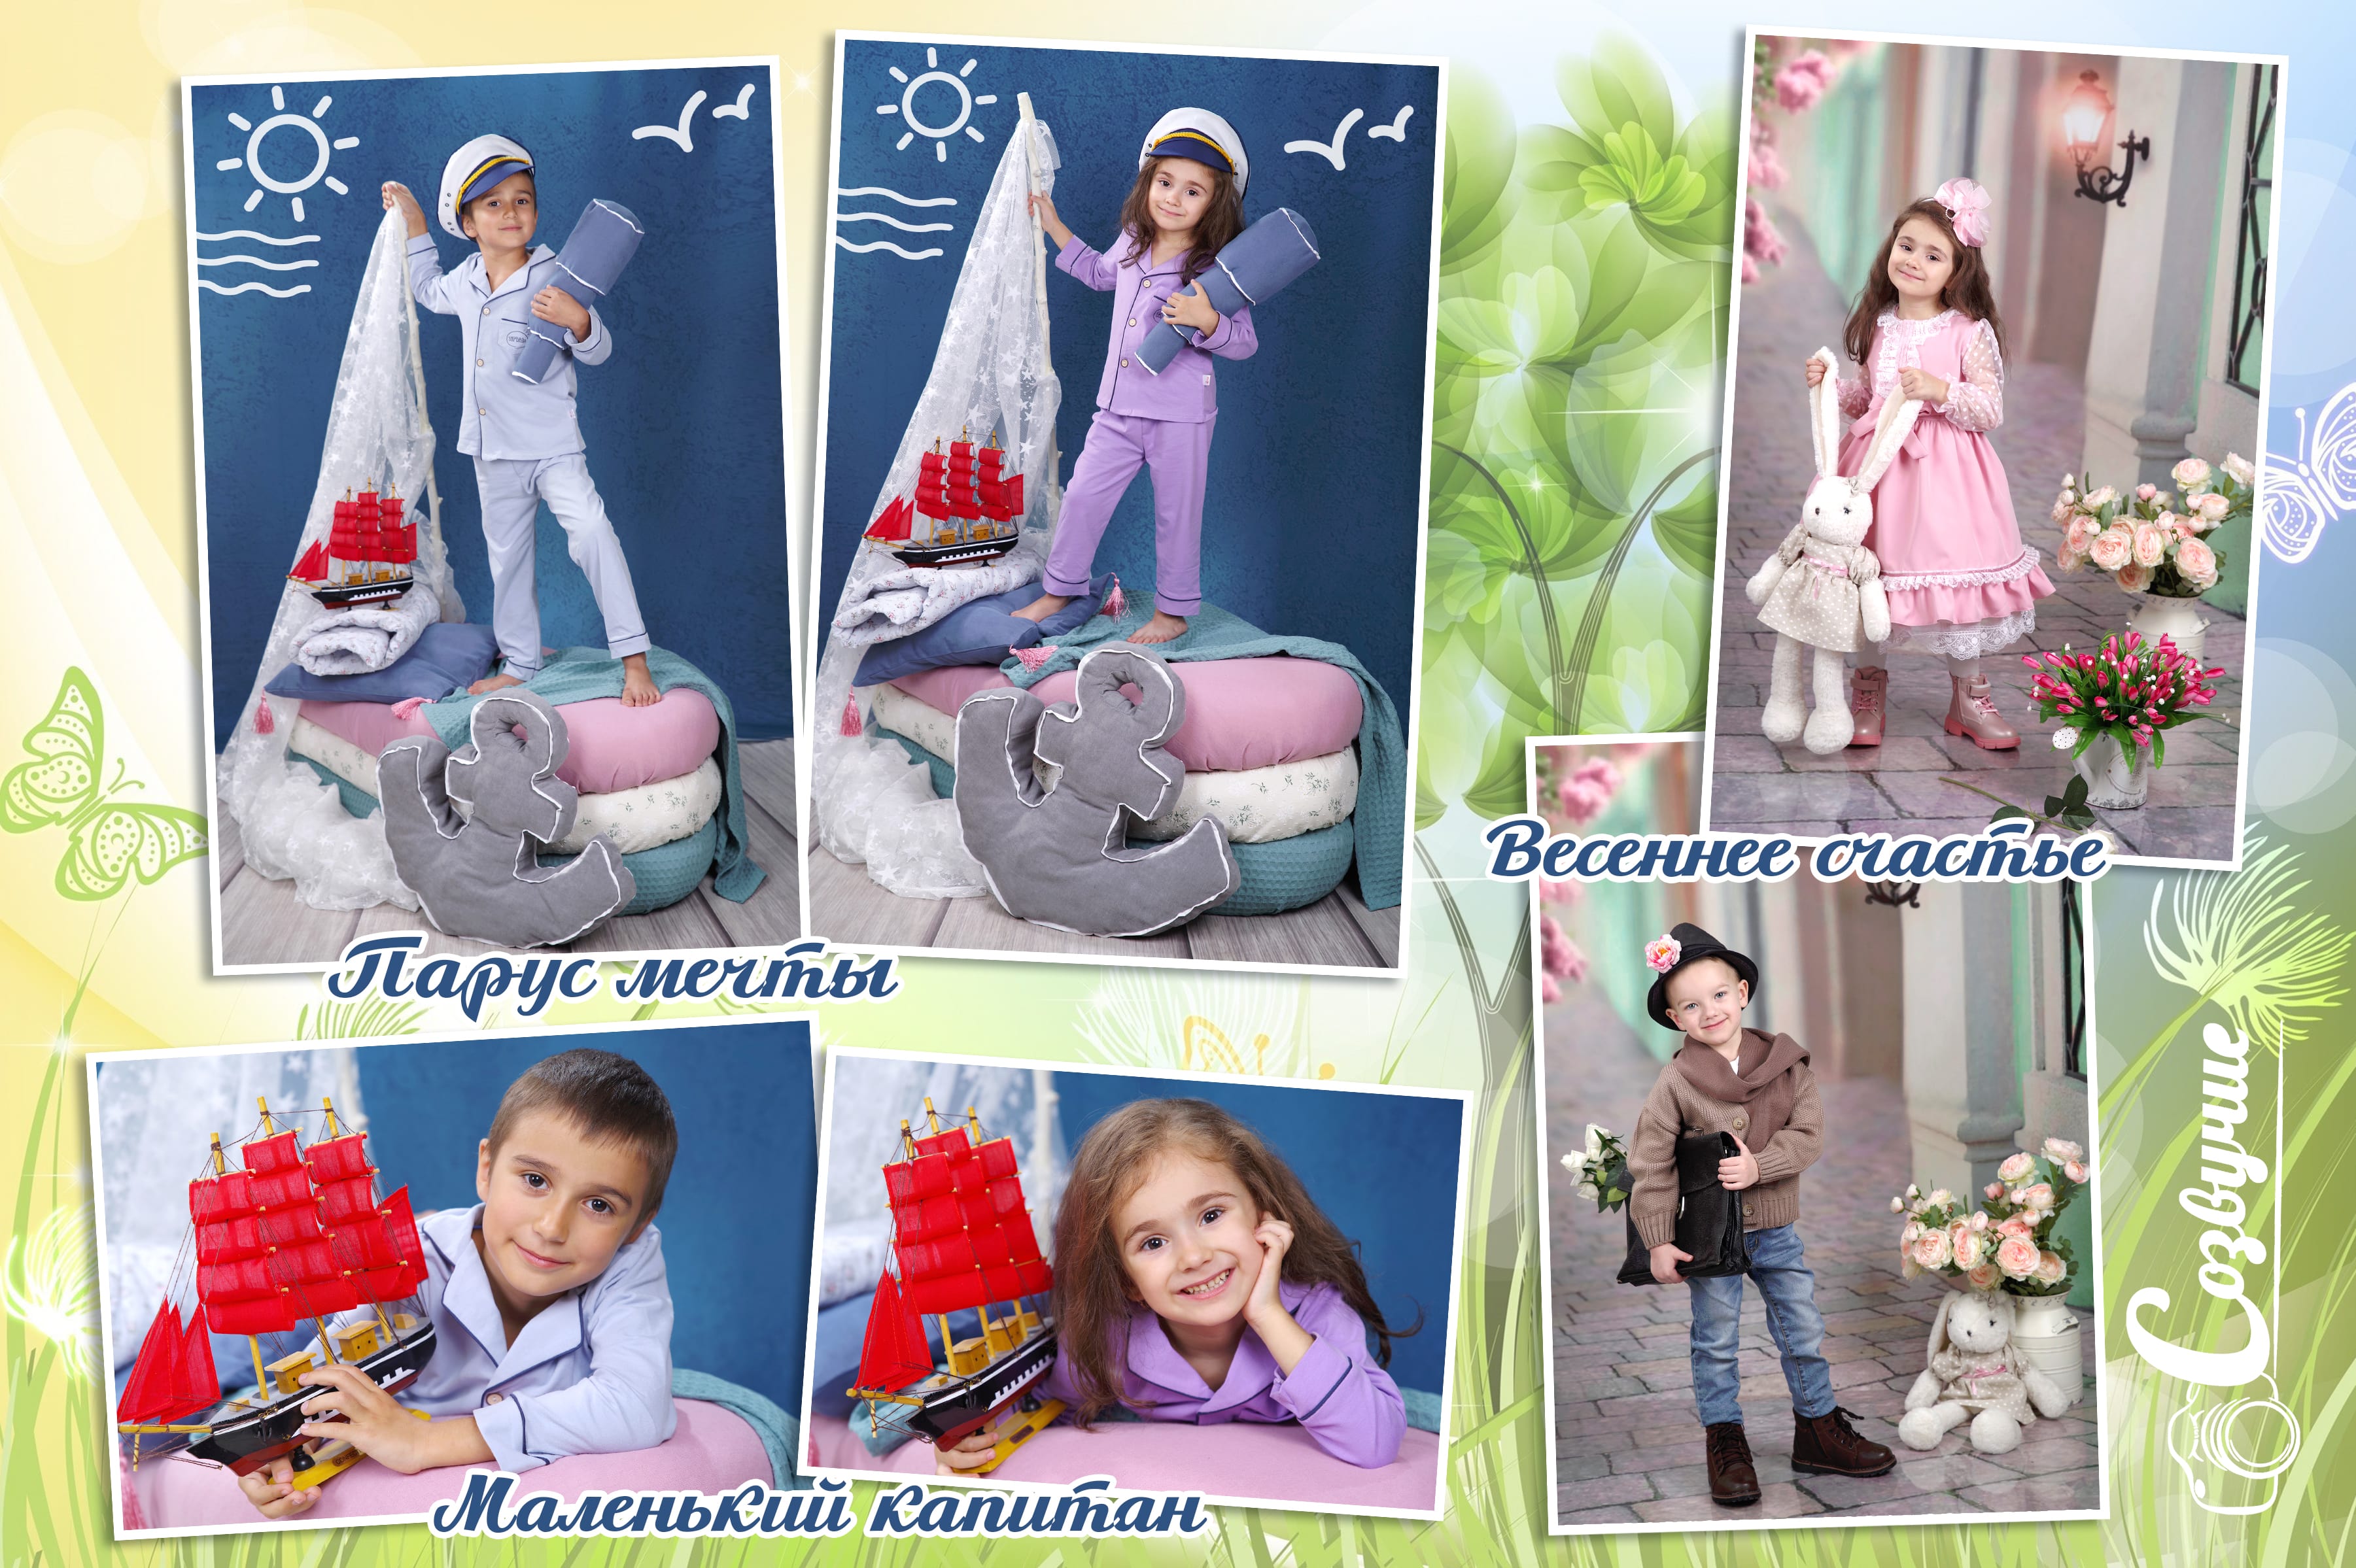 Весеннее счастье
Парус мечты
Маленький капитан
Созвучие